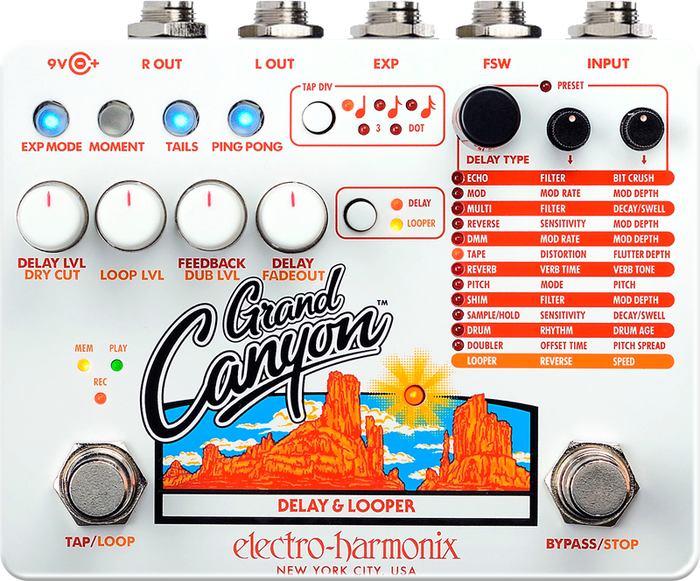 9V - +
R OUT
L OUT
EXP
FSW
INPUT
TAP DIV
3
DOT
PRESET
EXP MODE
MOMENT
TAILS
PING PONG
DELAY TYPE
DELAY LVL
DRY CUT
LOOP LVL
FEEDBACK
DUB LVL
DELAY
FADEOUT
DELAY
LOOPER
ECHO FILTER BIT CRUSH
MOD MOD RATE MOD DEPTH
MULTI FILTER DECAY/SWELL
REVERSE SENSITIVITY MOD DEPTH
DMM MOD RATE MOD DEPTH
TAPE DISTORTION FLUTTER DEPTH
REVERB VERB TIME VERB TONE
PITCH MODE PITCH
SHIM FILTER MOD DEPTH
SAMPLE/HOLD SENSITIVITY DECAY/SWELL
DRUM RHYTHM DRUM AGE
DOUBLER OFFSET TIME PITCH SPREAD
LOOPER REVERSE SPEED
Grand
Canyon™
MEM
PLAY
REC
DELAY & LOOPER
TAP/LOOP
BYPASS/STOP
electro-harmonix
NEW YORK CITY, USA